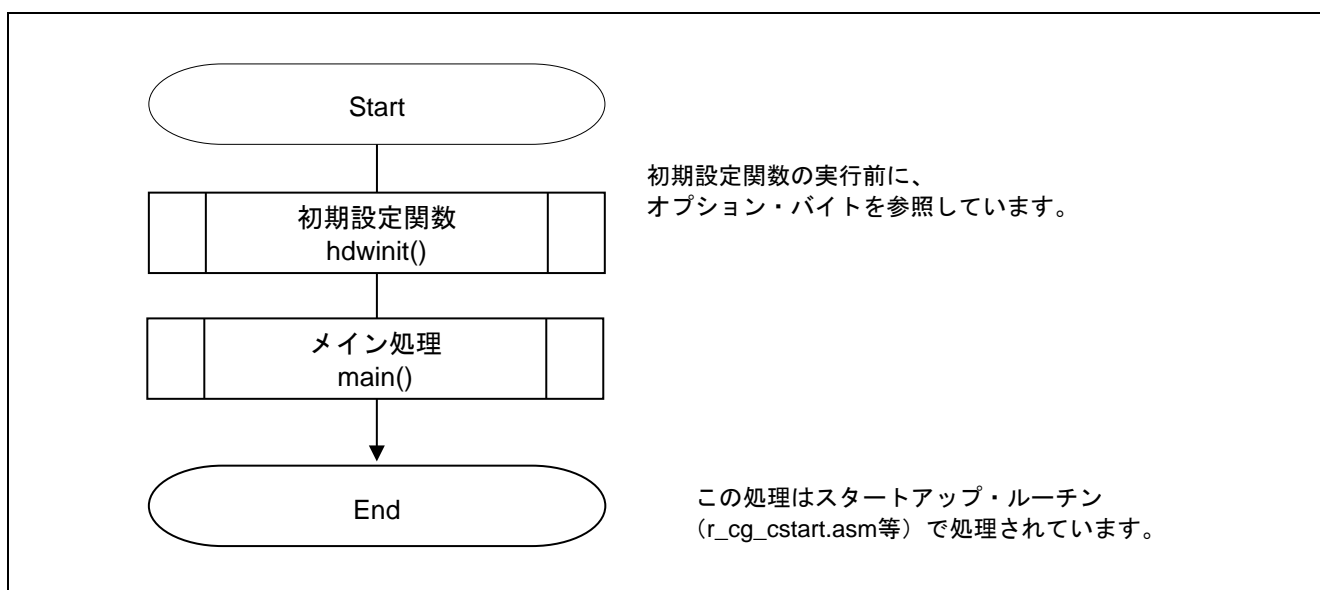 Start
初期設定関数の実行前に、
オプション・バイトを参照しています。
初期設定関数
hdwinit()
メイン処理
main()
End
この処理はスタートアップ・ルーチン
（r_cg_cstart.asm等）で処理されています。